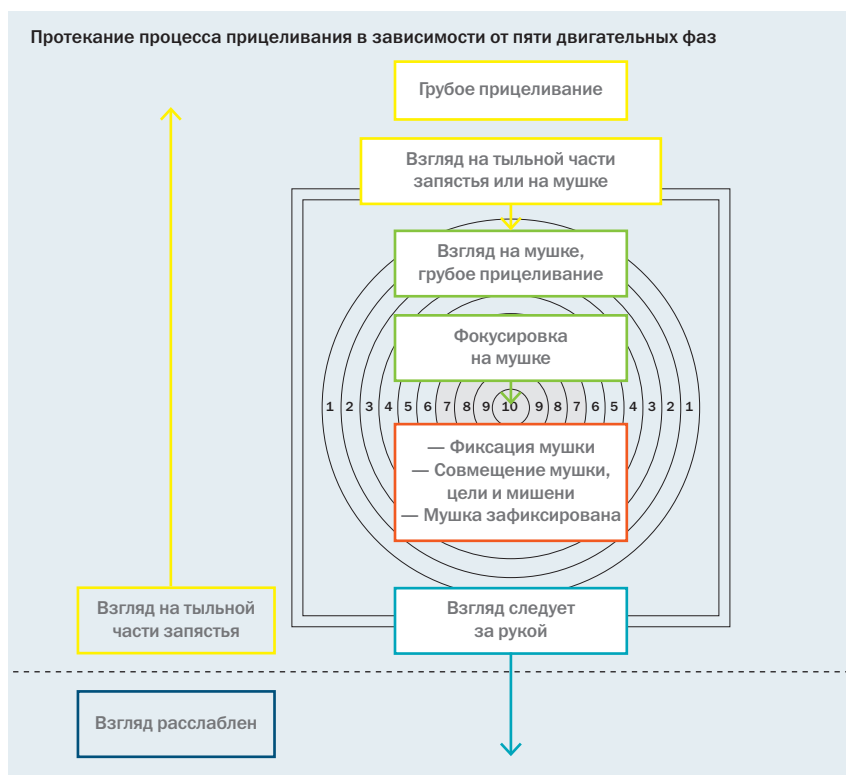 Протекание процесса прицеливания в зависимости от пяти двигательных фаз
Грубое прицеливание
Взгляд на тыльной части
запястья или на мушке
Взгляд на мушке,
грубое прицеливание
Фокусировка
на мушке
1 2 3 4 5 6 7 8 9 10 9 8 7 6 5 4 3 2 1
— Фиксация мушки
— Совмещение мушки,
цели и мишени
— Мушка зафиксирована
Взгляд на тыльной
части запястья
Взгляд следует
за рукой
Взгляд расслаблен